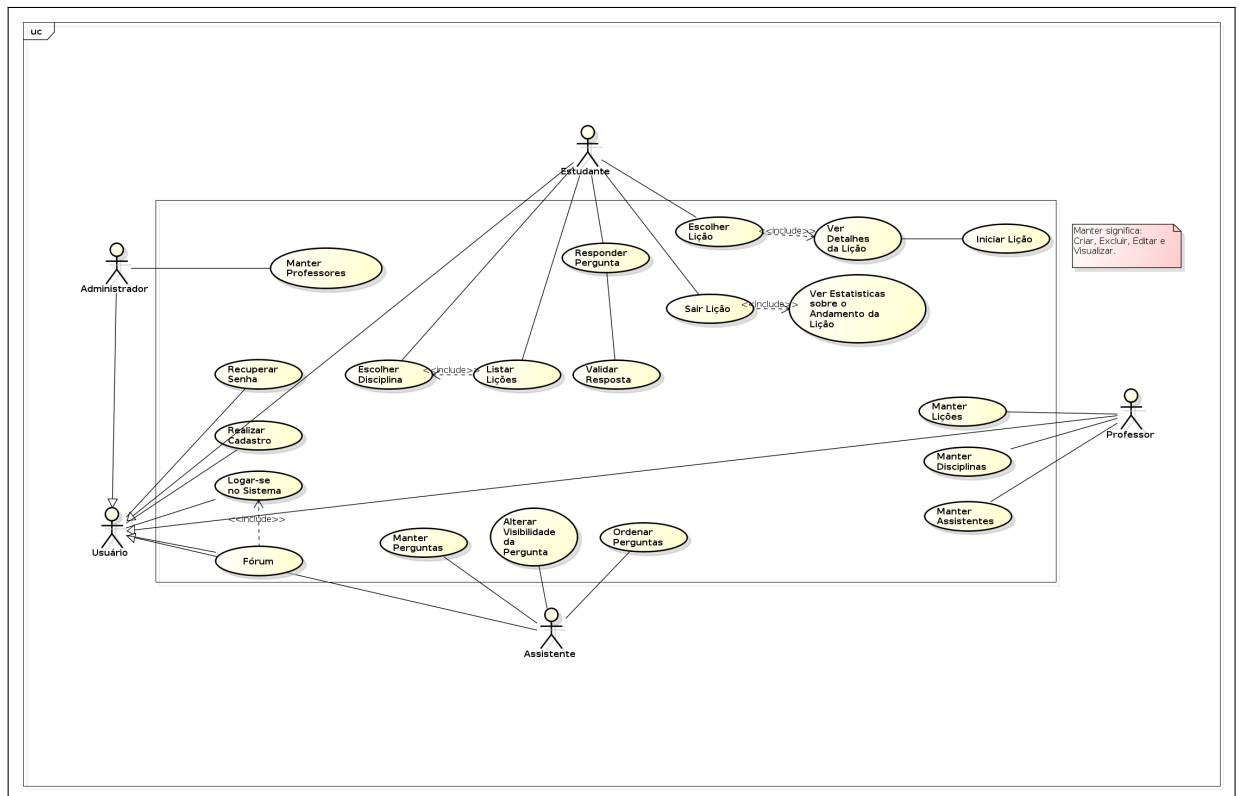 uc
Estudante
Escolher
Lição
<<include>>
Ver
Detalhes
da Lição
Iniciar Lição
Manter significa:
Criar, Excluir, Editar e
Visualizar.
Administrador
Manter
Professores
Responder
Pergunta
Sair Lição
<<include>>
Ver Estatisticas
sobre o
Andamento da
Lição
Recuperar
Senha
Escolher
Disciplina
<<include>>
Listar
Lições
Validar
Resposta
Manter
Lições
Professor
Realizar
Cadastro
Manter
Disciplinas
Logar-se
no Sistema
Manter
Assistentes
<<include>>
Usuário
Fórum
Manter
Perguntas
Alterar
Visibilidade
da
Pergunta
Ordenar
Perguntas
Assistente